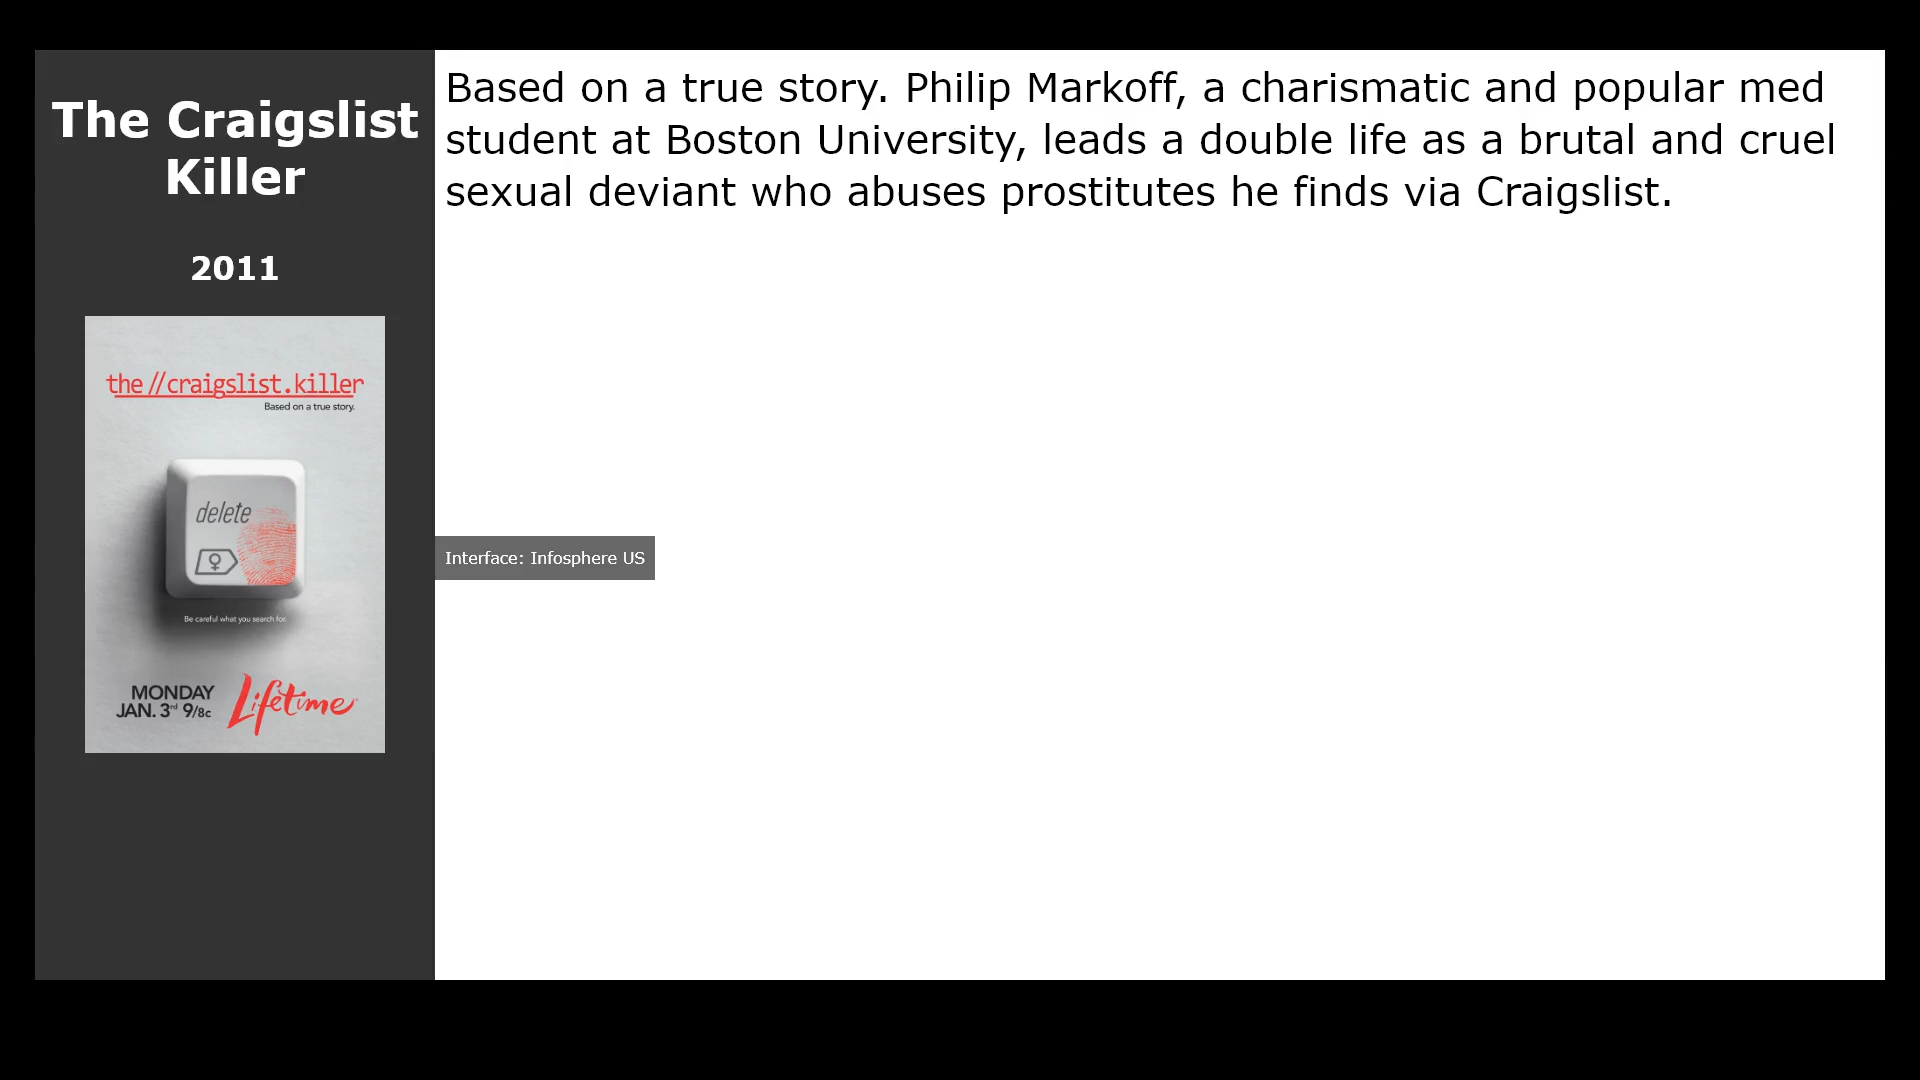 The Craigslist
Killer
2011
the//craigslist.killer
Based on a true story.
delete
Be careful what you search for.
MONDAY
JAN. 3rd 9/8c
Lifetime
Based on a true story. Philip Markoff, a charismatic and popular med
student at Boston University, leads a double life as a brutal and cruel
sexual deviant who abuses prostitutes he finds via Craigslist.
Interface: Infosphere US